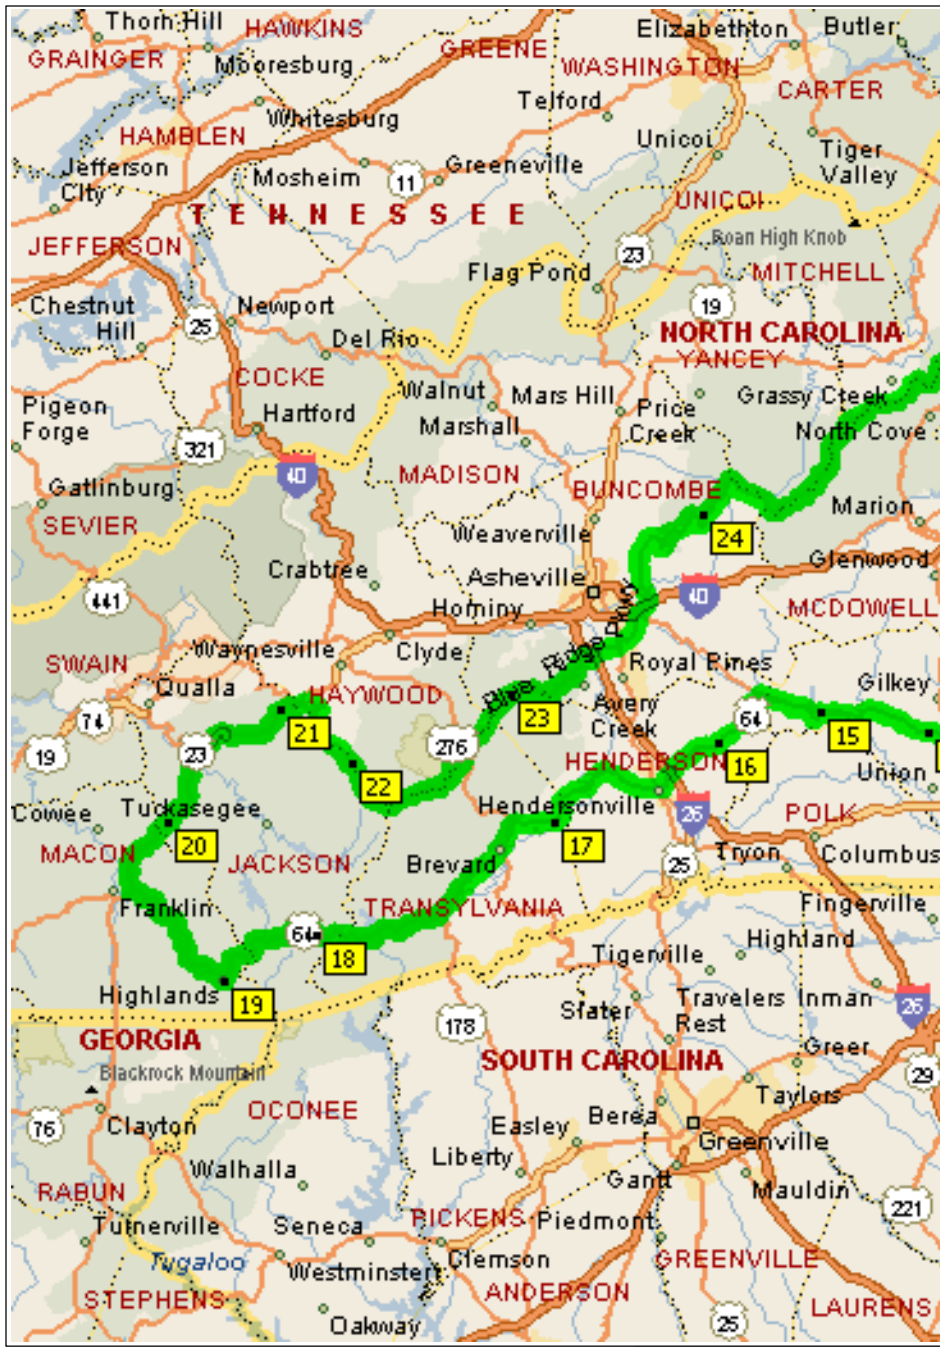 Thorn Hill
HAWKINS
GREENE
Elizabethton
Butler
GRAINGER
Mooresburg
WASHINGTON
CARTER
Telford
Whitesburg
HAMBLEN
Unicoi
Tiger
Valley
Jefferson
City
Mosheim
11
Greeneville
UNICOI
TENNESSEE
JEFFERSON
Roan High Knob
23
Flag Pond
MITCHELL
Chestnut
Hill
Newport
25
19
NORTH CAROLINA
Del Rio
YANCEY
COCKE
Walnut
Mars Hill
Grassy Creek
Pigeon
Forge
Hartford
Marshall
Price
Creek
North Cove
321
40
MADISON
BUNCOMBE
Gatlinburg
Marion
SEVIER
Weaverville
24
Glenwood
Crabtree
Asheville
441
Hominy
40
MCDOWELL
Blue Ridge Pkwy
Waynesville
Clyde
SWAIN
Royal Pines
Qualla
HAYWOOD
Gilkey
74
Avery
Creek
23
64
15
19
23
21
276
HENDERSON
16
Union
22
Cowee
Tuckasegee
Hendersonville
26
POLK
20
17
MACON
JACKSON
Brevard
25
Tryon
Columbus
Franklin
TRANSYLVANIA
Fingerville
64
18
Highland
Tigerville
Highlands
19
Slater
Travelers
Rest
Inman
26
GEORGIA
178
SOUTH CAROLINA
Greer
Blackrock Mountain
29
Taylors
76
OCONEE
Berea
Clayton
Easley
Greenville
Walhalla
Liberty
Gantt
Mauldin
RABUN
221
Turnerville
Seneca
PICKENS
Piedmont
Tugaloo
Westminster
Clemson
GREENVILLE
STEPHENS
ANDERSON
LAURENS
Oakway
25